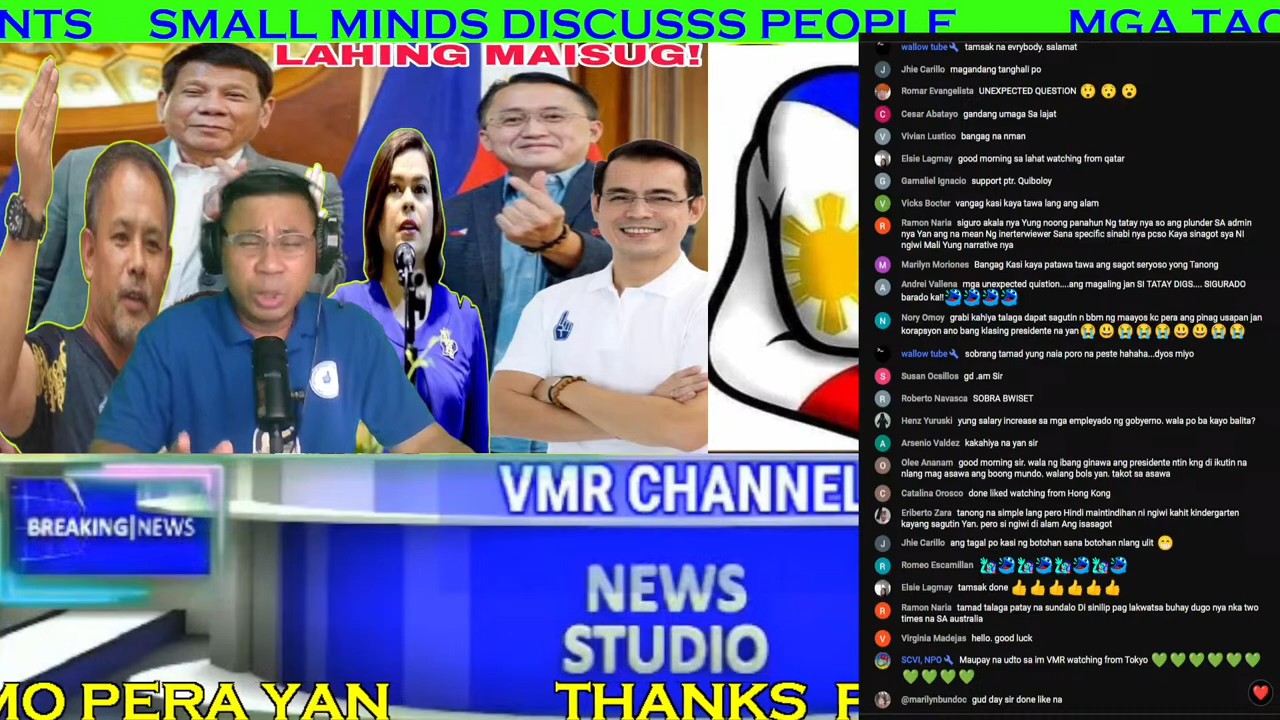 NTS SMALL MINDS DISCUSSS PEOPLE MGA TAG
LAHING MAISUG!
wallow tube tamsak na evrybody. salamat
Jhie Carillo magandang tanghali po
Romar Evangelista UNEXPECTED QUESTION 😲 😯 😮
Cesar Abatayo gandang umaga Sa lajat
Vivian Lustico bangag na nman
Elsie Lagmay good morning sa lahat watching from qatar
Gamaliel Ignacio support ptr. Quiboloy
Vicks Bocter vangag kasi kaya tawa lang ang alam
Ramon Naria siguro akala nya Yung noong panahun Ng tatay nya so ang plunder SA admin
nya Yan ang na mean Ng inerterwiewer Sana specific sinabi nya pcso Kaya sinagot sya NI
ngiwi Mali Yung narrative nya
Marilyn Moriones Bangag Kasi kaya patawa tawa ang sagot seryoso yong Tanong
Andrei Vallena mga unexpected quistion....ang magaling jan SI TATAY DIGS.... SIGURADO
barado ka!!
Nory Omoy grabi kahiya talaga dapat sagutin n bbm ng maayos kc pera ang pinag usapan jan
korapsyon ano bang klasing presidente na yan 😭 😃 😭 😭 😭 😃 😃 😭 😭
wallow tube sobrang tamad yung naia poro na peste hahaha...dyos miyo
Susan Ocsillos gd .am Sir
Roberto Navasca SOBRA BWISET
Henz Yuruski yung salary increase sa mga empleyado ng gobyerno. wala po ba kayo balita?
Arsenio Valdez kakahiya na yan sir
Olee Ananam good morning sir. wala ng ibang ginawa ang presidente ntin kng di ikutin na
nlang mag asawa ang boong mundo. walang bols yan. takot sa asawa
Catalina Orosco done liked watching from Hong Kong
Eriberto Zara tanong na simple lang pero Hindi maintindihan ni ngiwi kahit kindergarten
kayang sagutin Yan. pero si ngiwi di alam Ang isasagot
Jhie Carillo ang tagal po kasi ng botohan sana botohan nlang ulit 😁
Romeo Escamillan
Elsie Lagmay tamsak done 👍 👍 👍 👍 👍 👍
Ramon Naria tamad talaga patay na sundalo Di sinilip pag lakwatsa buhay dugo nya nka two
times na SA australia
Virginia Madejas hello. good luck
SCVI, NPO Maupay na udto sa im VMR watching from Tokyo 💚 💚 💚 💚 💚 💚
💚 💚 💚 💚
@marilynbundoc gud day sir done like na
VMR CHANNEL
BREAKING|NEWS
NEWS
STUDIO
MO PERA YAN THANKS